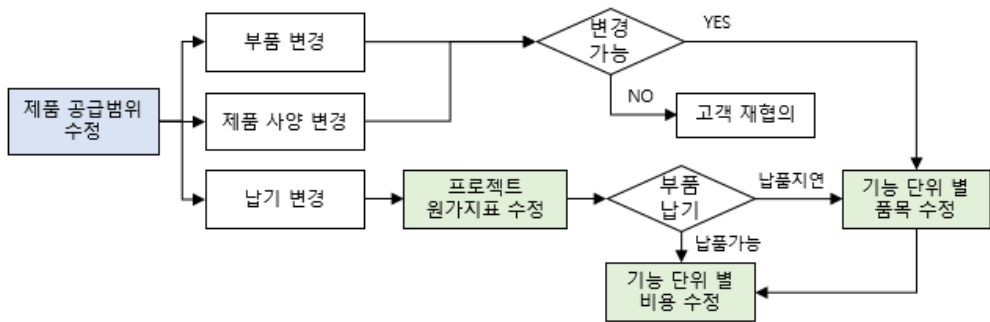 부품 변경
변경
가능
YES
제품 공급범위
수정
제품 사양 변경
NO
고객 재협의
납기 변경
프로젝트
원가지표 수정
부품
납기
납품지연
기능 단위 별
품목 수정
납품가능
기능 단위 별
비용 수정